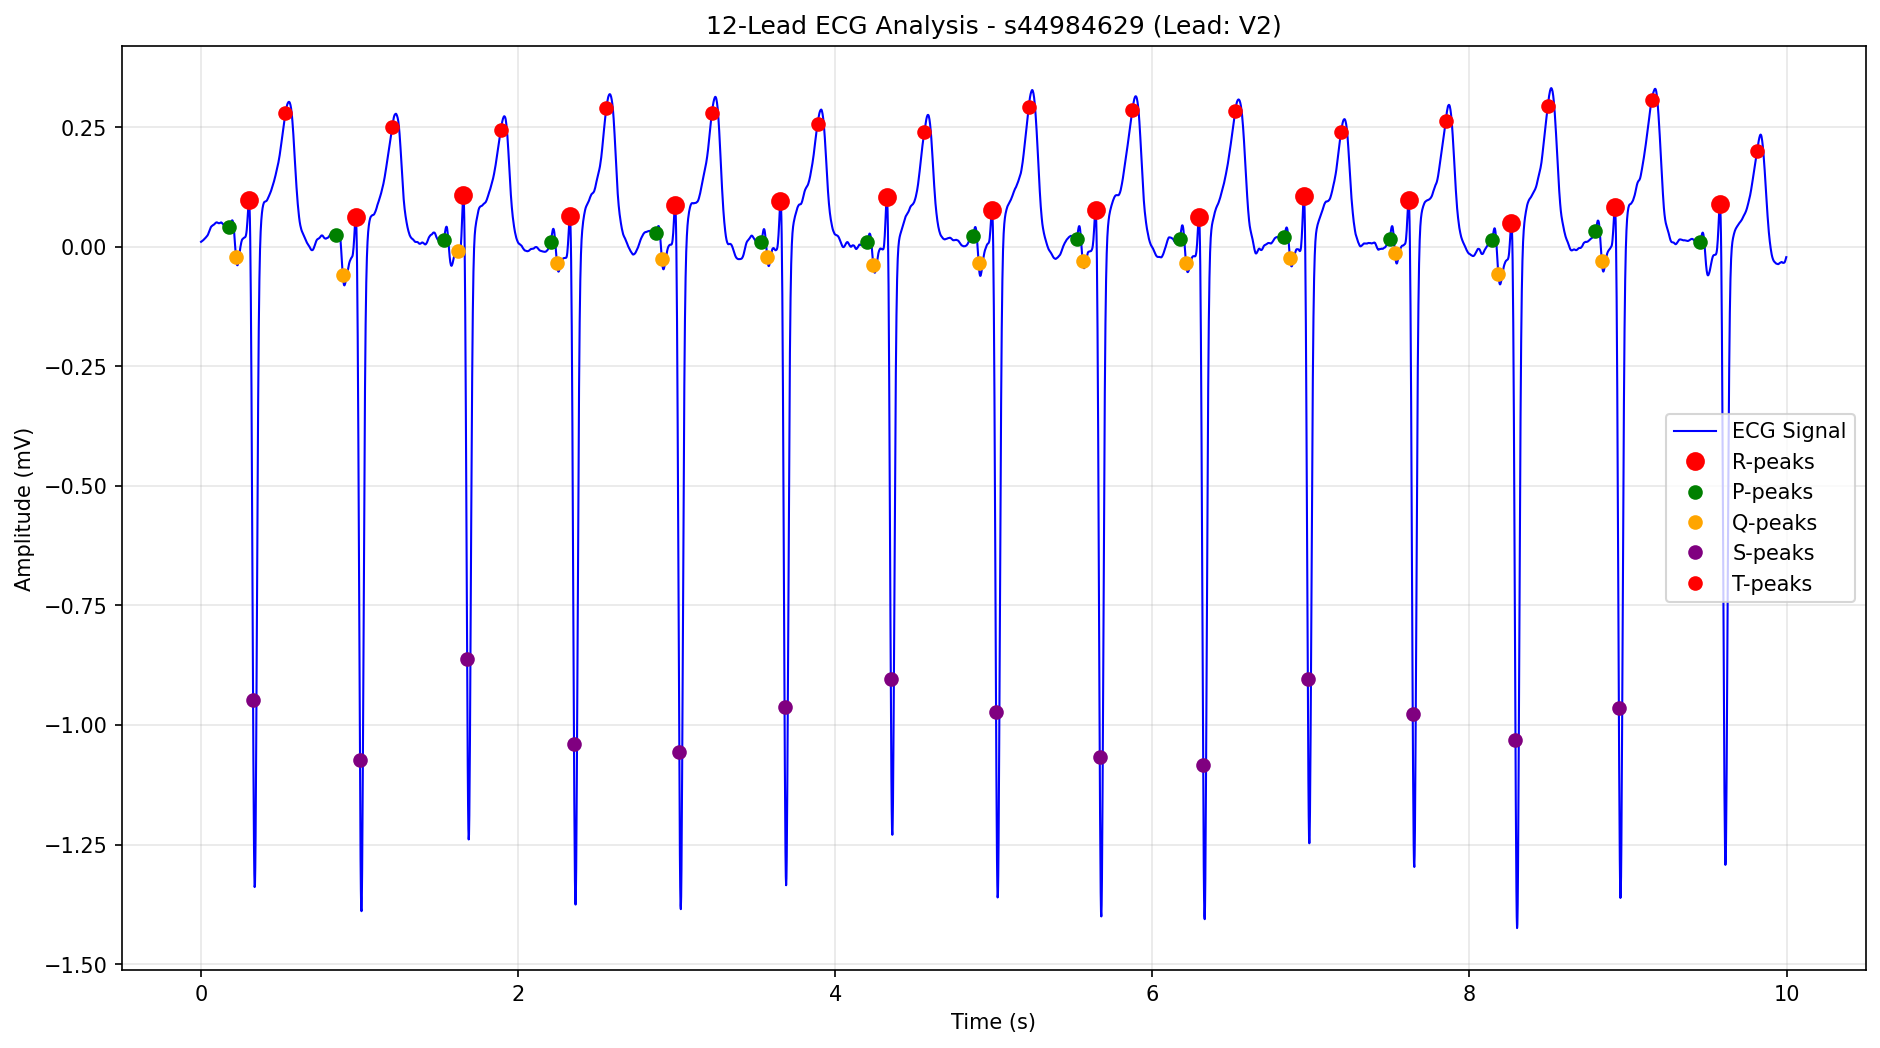 12-Lead ECG Analysis - s44984629 (Lead: V2)
Amplitude (mV)
0.25
0.00
−0.25
−0.50
−0.75
−1.00
−1.25
−1.50
ECG Signal
R-peaks
P-peaks
Q-peaks
S-peaks
T-peaks
0 2 4 6 8 10
Time (s)